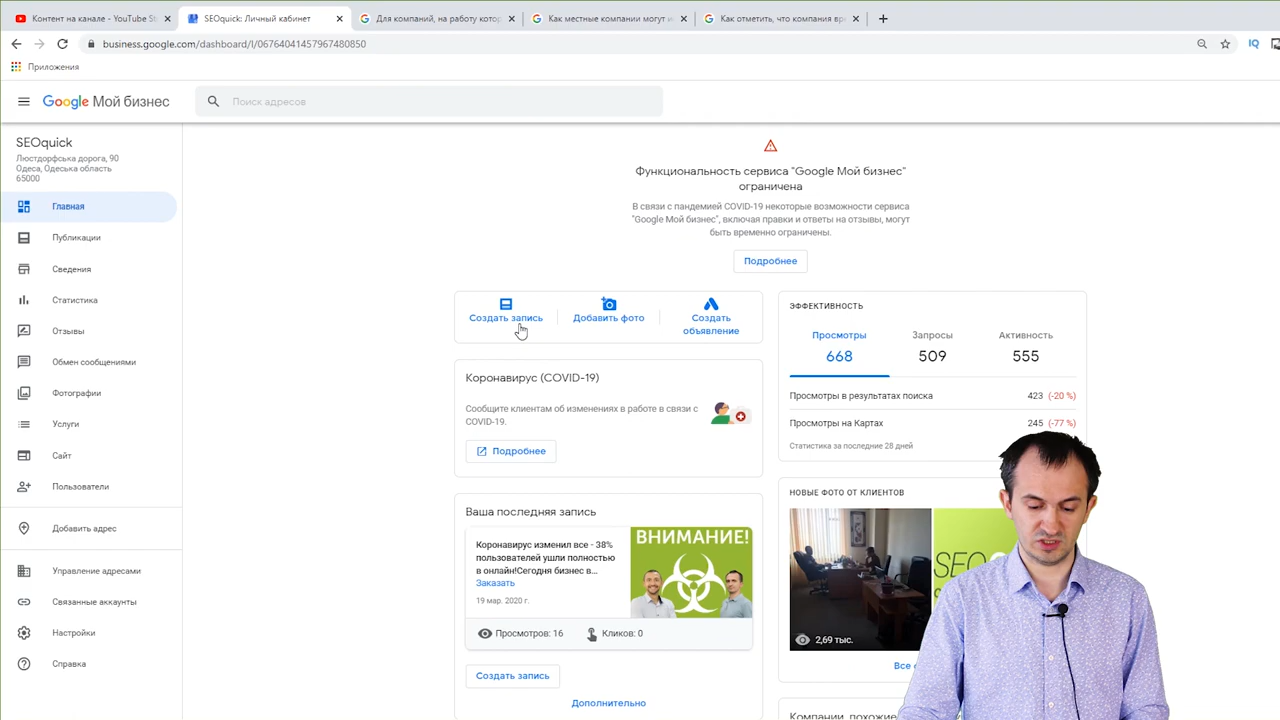 Контент на канале - YouTube St
SEOquick: Личный кабинет
Для компаний, на работу котор
Как местные компании могут и
Как отметить, что компания вр
business.google.com/dashboard/l/06764041457967480850
IQ
Приложения
Google Мой бизнес
Поиск адресов
SEOquick
Люстдорфська дорога, 90
Одеса, Одеська область
65000
Главная
Публикации
Сведения
Статистика
Отзывы
Обмен сообщениями
Фотографии
Услуги
Сайт
Пользователи
Добавить адрес
Управление адресами
Связанные аккаунты
Настройки
Справка
Функциональность сервиса "Google Мой бизнес"
ограничена
В связи с пандемией COVID-19 некоторые возможности сервиса
"Google Мой бизнес", включая правки и ответы на отзывы, могут
быть временно ограничены.
Подробнее
Создать запись
Добавить фото
Создать
объявление
Коронавирус (COVID-19)
Сообщите клиентам об изменениях в работе в связи с
COVID-19.
Подробнее
Ваша последняя запись
Коронавирус изменил все - 38%
пользователей ушли полностью
в онлайн!Сегодня бизнес в...
Заказать
19 мар. 2020 г.
ВНИМАНИЕ!
Просмотров: 16
Кликов: 0
Создать запись
Дополнительно
ЭФФЕКТИВНОСТЬ
Просмотры
668
Запросы
509
Активность
555
Просмотры в результатах поиска 423 (-20 %)
Просмотры на Картах 245 (-77 %)
Статистика за последние 28 дней
НОВЫЕ ФОТО ОТ КЛИЕНТОВ
2,69 тыс.
SEO
Все
Компании, похожие